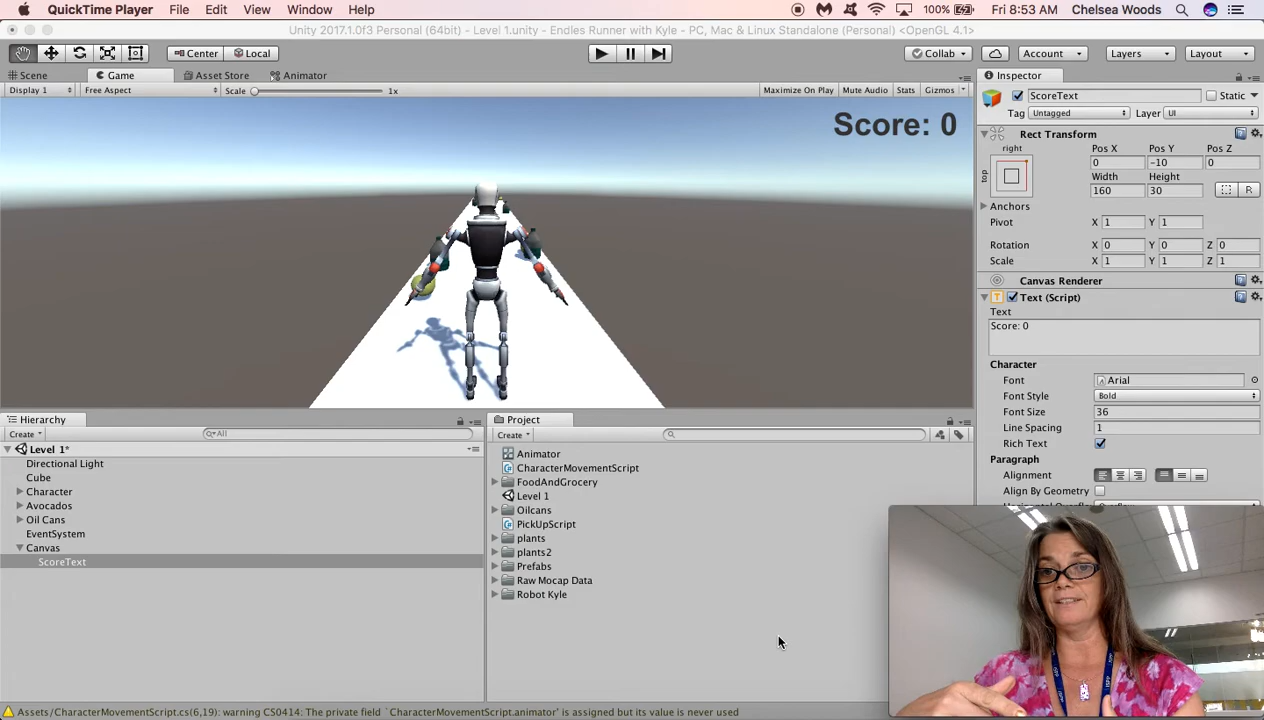 QuickTime Player File Edit View Window Help 100% Fri 8:53 AM Chelsea Woods
Unity 2017.1.0f3 Personal (64bit) - Level 1.unity - Endles Runner with Kyle - PC, Mac & Linux Standalone (Personal) <OpenGL 4.1>
Center Local Collab Account Layers Layout
Scene Game Asset Store Animator Inspector
Display 1 Free Aspect Scale 1x Maximize On Play Mute Audio Stats Gizmos
ScoreText Static
Tag Untagged Layer UI
Score: 0
Rect Transform
right Pos X Pos Y Pos Z
top 0 -10 0
Width Height
160 30 R
Anchors
Pivot X 1 Y 1
Rotation X 0 Y 0 Z 0
Scale X 1 Y 1 Z 1
Canvas Renderer
Text (Script)
Text
Score: 0
Character
Font Arial
Font Style Bold
Font Size 36
Line Spacing 1
Rich Text
Paragraph
Alignment
Align By Geometry
Hierarchy
Create All
Level 1*
Directional Light
Cube
Character
Avocados
Oil Cans
EventSystem
Canvas
ScoreText
Project
Create
Animator
CharacterMovementScript
FoodAndGrocery
Level 1
Oilcans
PickUpScript
plants
plants2
Prefabs
Raw Mocap Data
Robot Kyle
Assets/CharacterMovementScript.cs(6,19): warning CS0414: The private field `CharacterMovementScript.animator' is assigned but its value is never used